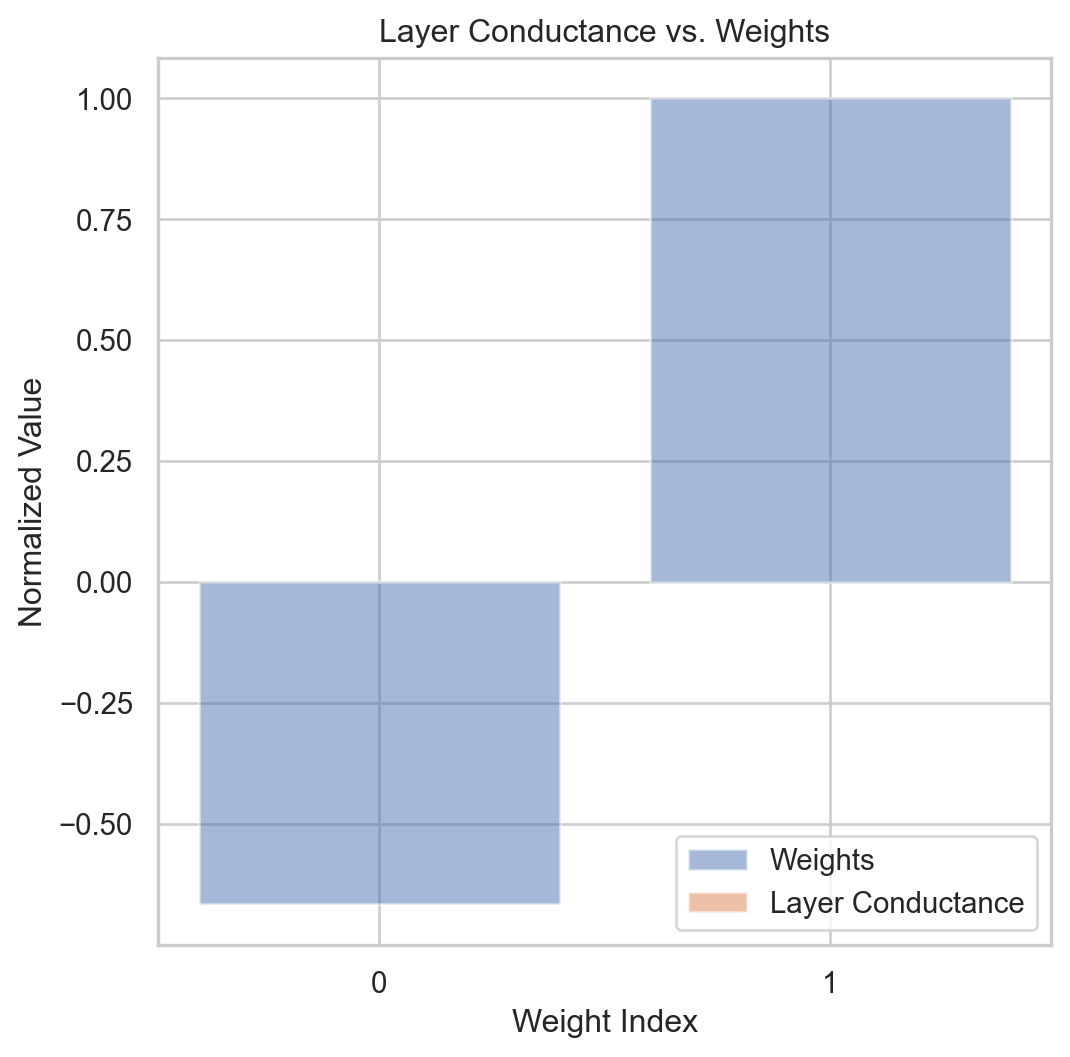 Layer Conductance vs. Weights
1.00
0.75
0.50
0.25
0.00
−0.25
−0.50
Normalized Value
Weights
Layer Conductance
0 1
Weight Index